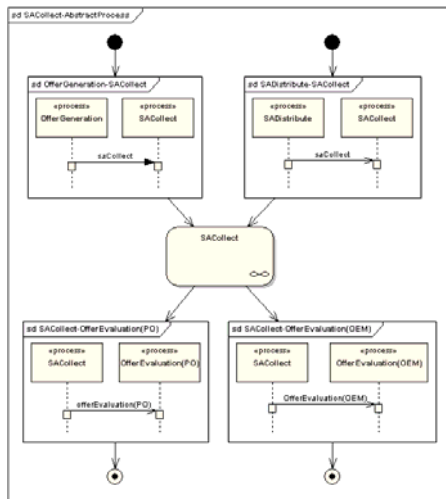 sd SACollect-AbstractProcess
sd OfferGeneration-SACollect
«process»
OfferGeneration
«process»
SACollect
saCollect
sd SADistribute-SACollect
«process»
SADistribute
«process»
SACollect
saCollect
SACollect
sd SACollect-OfferEvaluation(PO)
«process»
SACollect
«process»
OfferEvaluation(PO)
offerEvaluation(PO)
sd SACollect-OfferEvaluation(OEM)
«process»
SACollect
«process»
OfferEvaluation(OEM)
OfferEvaluation(OEM)